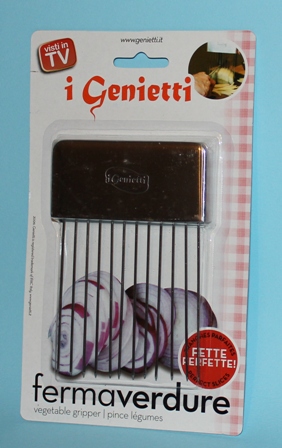 www.genietti.it
visti in
TV
i Genietti
i Genietti
FETTE
PERFETTE!
fermaverdure
vegetable gripper | pince légumes